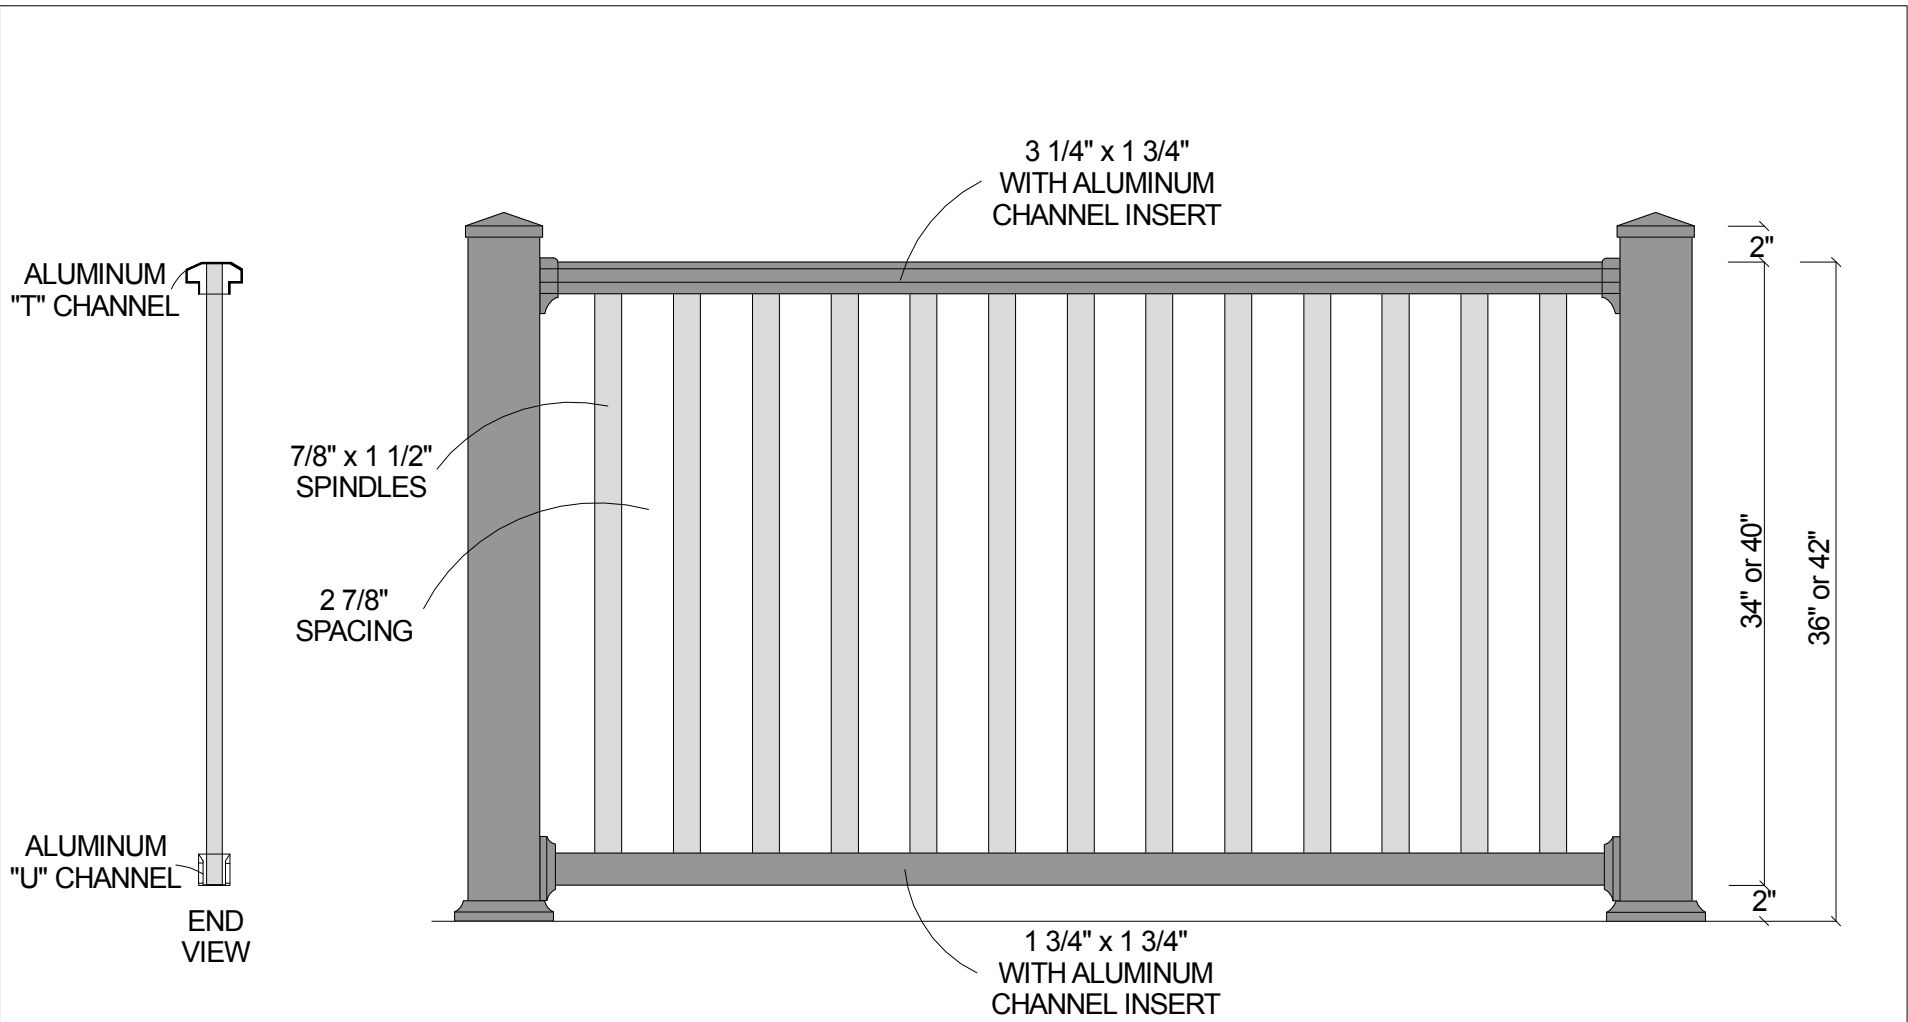 3 1/4" x 1 3/4"
WITH ALUMINUM
CHANNEL INSERT
2"
ALUMINUM
"T" CHANNEL
7/8" x 1 1/2"
SPINDLES
2 7/8"
SPACING
34" or 40"
36" or 42"
ALUMINUM
"U" CHANNEL
2"
END
VIEW
1 3/4" x 1 3/4"
WITH ALUMINUM
CHANNEL INSERT